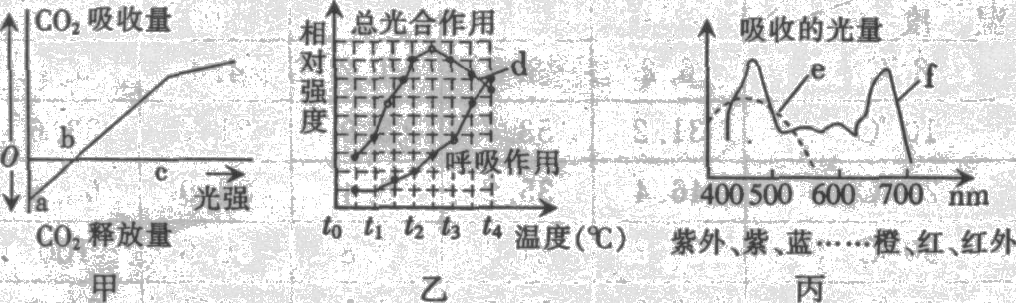 CO₂ 吸收量
O
b
c
a
光强
CO₂ 释放量
甲
相对强度
总光合作用
d
呼吸作用
t₀ t₁ t₂ t₃ t₄ 温度(℃)
乙
吸收的光量
e
f
400 500 600 700 nm
紫外、紫、蓝……橙、红、红外
丙